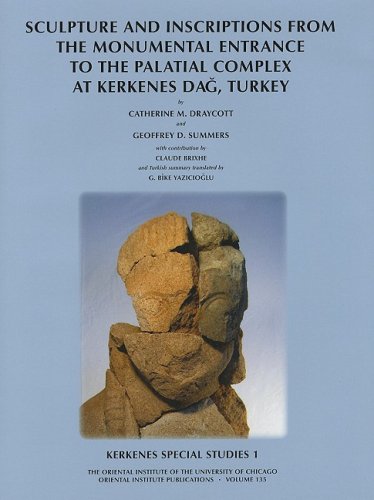 SCULPTURE AND INSCRIPTIONS FROM
THE MONUMENTAL ENTRANCE
TO THE PALATIAL COMPLEX
AT KERKENES DAĞ, TURKEY
by
CATHERINE M. DRAYCOTT
and
GEOFFREY D. SUMMERS
with contribution by
CLAUDE BRIXHE
and Turkish summary translated by
G. BİKE YAZICIOĞLU
KERKENES SPECIAL STUDIES 1
THE ORIENTAL INSTITUTE OF THE UNIVERSITY OF CHICAGO
ORIENTAL INSTITUTE PUBLICATIONS • VOLUME 135